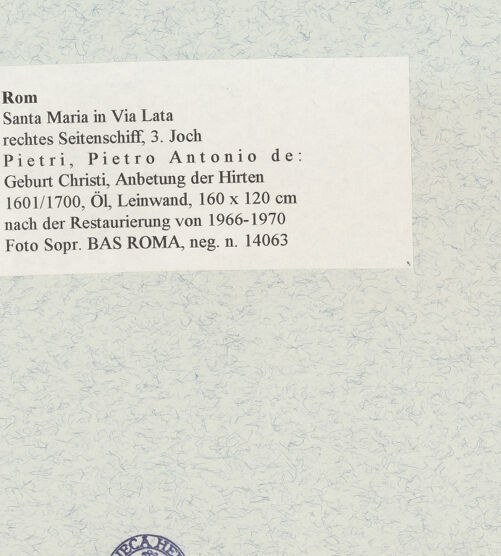 Rom
Santa Maria in Via Lata
rechtes Seitenschiff, 3. Joch
Pietri, Pietro Antonio de:
Geburt Christi, Anbetung der Hirten
1601/1700, Öl, Leinwand, 160 x 120 cm
nach der Restaurierung von 1966-1970
Foto Sopr. BAS ROMA, neg. n. 14063